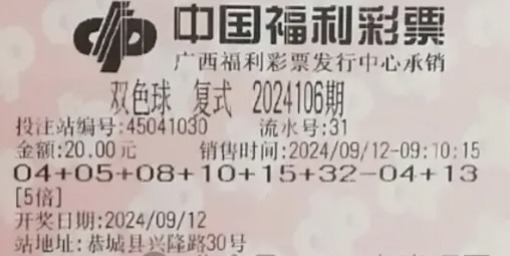 中国福利彩票
广西福利彩票发行中心承销
双色球 复式 2024106期
投注站编号:45041030 流水号:31
金额:20.00元 销售时间:2024/09/12-09:10:15
04+05+08+10+15+32-04+13
[5倍]
开奖日期:2024/09/12
站地址:恭城县兴隆路30号